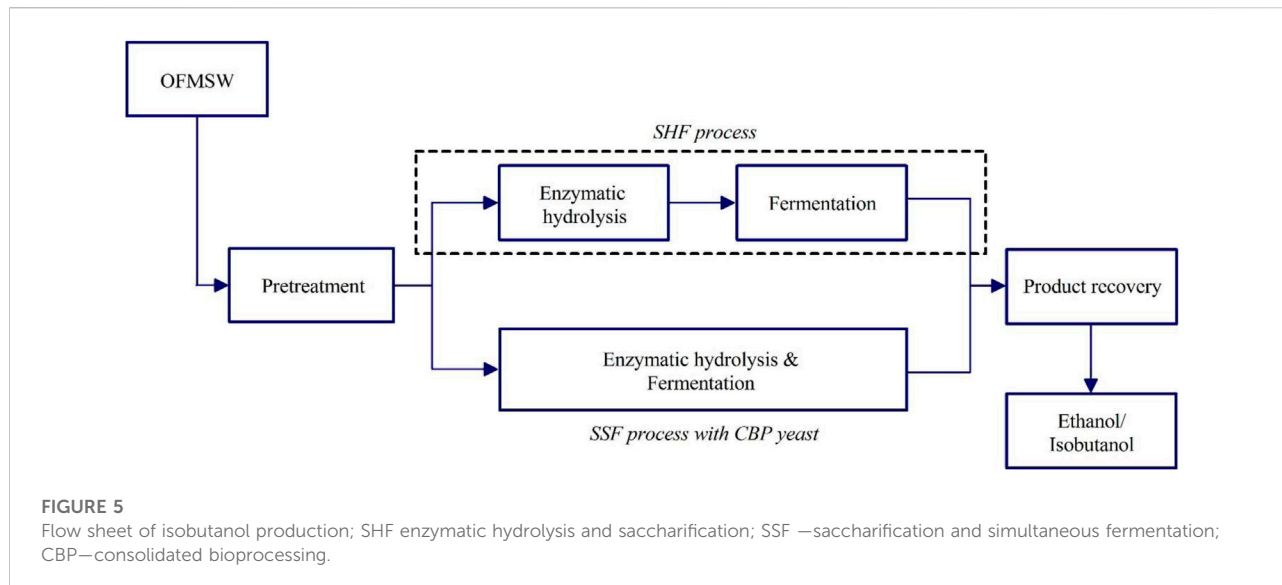 OFMSW
SHF process
Enzymatic
hydrolysis
Fermentation
Pretreatment
Product recovery
Enzymatic hydrolysis &
Fermentation
SSF process with CBP yeast
Ethanol/
Isobutanol
FIGURE 5
Flow sheet of isobutanol production; SHF enzymatic hydrolysis and saccharification; SSF —saccharification and simultaneous fermentation;
CBP—consolidated bioprocessing.